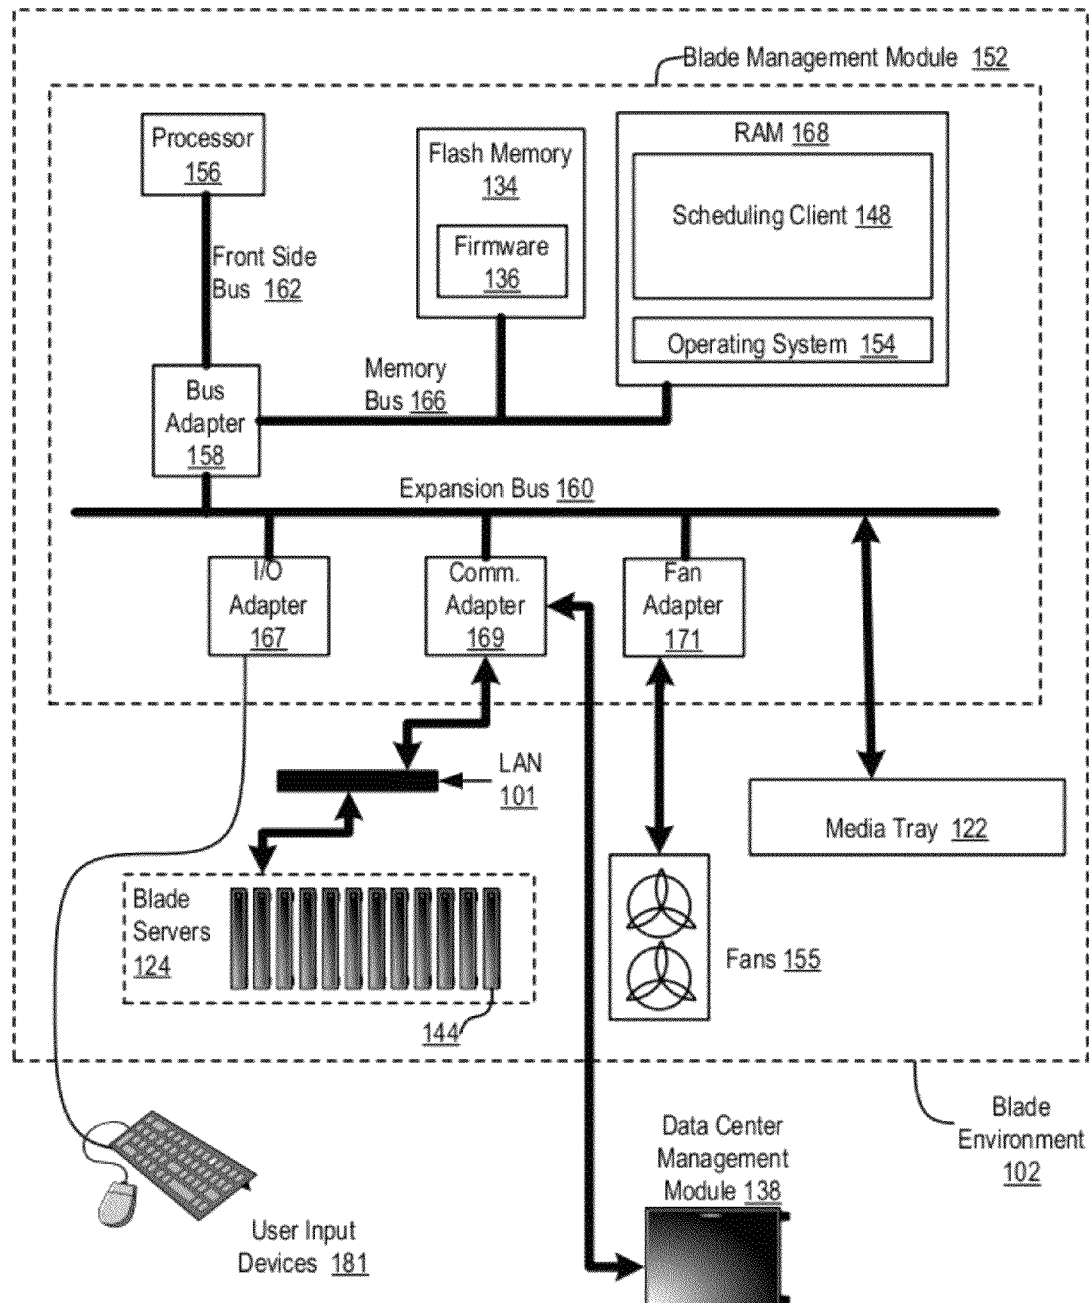 Blade Management Module 152
Processor
156
Flash Memory
134
Firmware
136
RAM 168
Scheduling Client 148
Operating System 154
Front Side
Bus 162
Bus
Adapter
158
Memory
Bus 166
Expansion Bus 160
I/O
Adapter
167
Comm.
Adapter
169
Fan
Adapter
171
LAN
101
Media Tray 122
Blade
Servers
124
144
Fans 155
Blade
Environment
102
Data Center
Management
Module 138
User Input
Devices 181